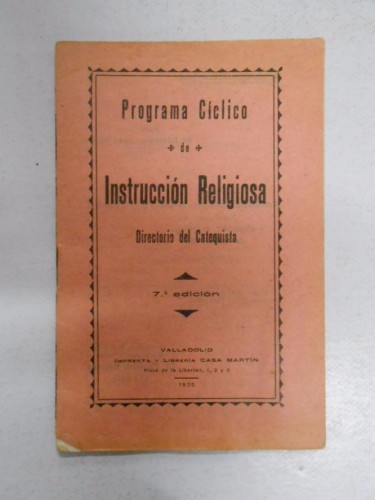 Programa Cíclico
de
Instrucción Religiosa
Directorio del Catequista
7.ª edición
VALLADOLID
IMPRENTA Y LIBRERÍA CASA MARTÍN
Plaza de la Libertad, 1, 2 y 3